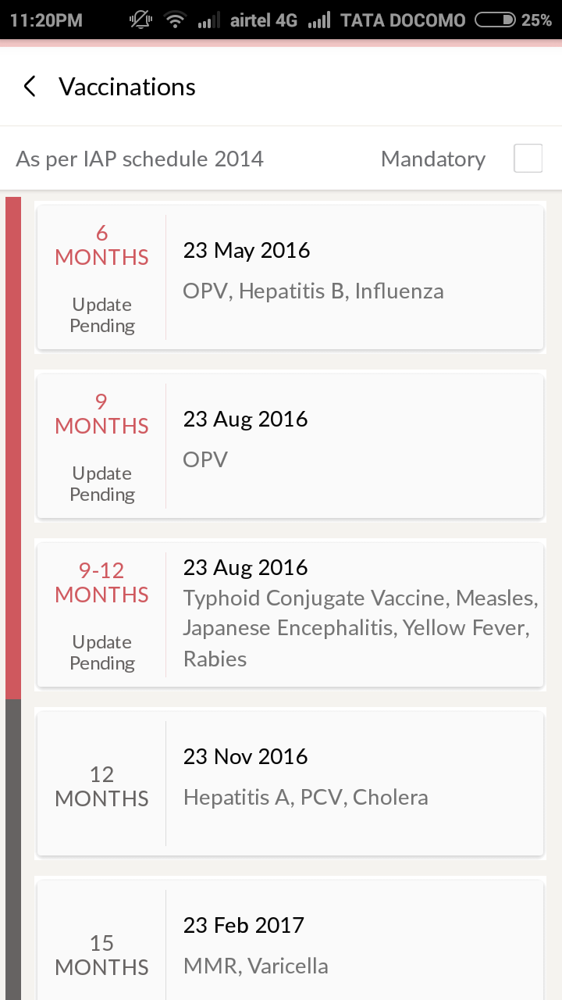 11:20PM airtel 4G TATA DOCOMO 25%
Vaccinations
As per IAP schedule 2014 Mandatory
6
MONTHS
Update
Pending
23 May 2016
OPV, Hepatitis B, Influenza
9
MONTHS
Update
Pending
23 Aug 2016
OPV
9-12
MONTHS
Update
Pending
23 Aug 2016
Typhoid Conjugate Vaccine, Measles,
Japanese Encephalitis, Yellow Fever,
Rabies
12
MONTHS
23 Nov 2016
Hepatitis A, PCV, Cholera
15
MONTHS
23 Feb 2017
MMR, Varicella